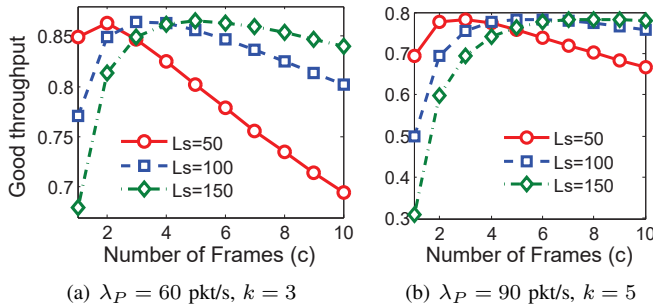 Good throughput
0.85
0.8
0.75
0.7
Ls=50
Ls=100
Ls=150
2 4 6 8 10
Number of Frames (c)
(a) λ_P = 60 pkt/s, k = 3
0.8
0.7
0.6
0.5
0.4
0.3
Ls=50
Ls=100
Ls=150
2 4 6 8 10
Number of Frames (c)
(b) λ_P = 90 pkt/s, k = 5